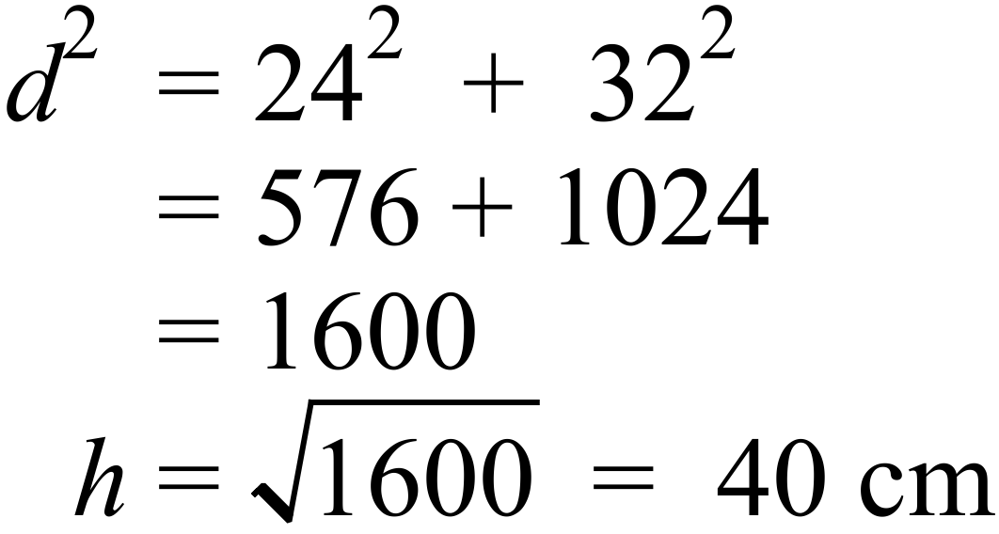 d² = 24² + 32²
= 576 + 1024
= 1600
h = √1600 = 40 cm